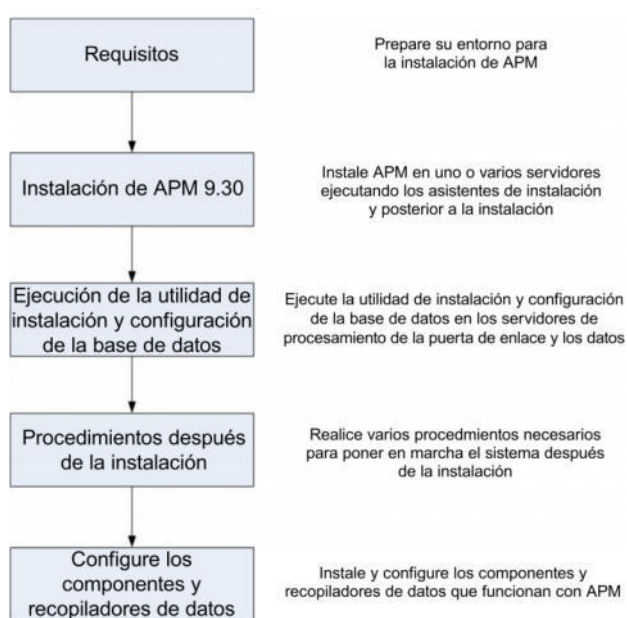 Requisitos
Prepare su entorno para
la instalación de APM
Instalación de APM 9.30
Instale APM en uno o varios servidores
ejecutando los asistentes de instalación
y posterior a la instalación
Ejecución de la utilidad de
instalación y configuración
de la base de datos
Ejecute la utilidad de instalación y configuración
de la base de datos en los servidores de
procesamiento de la puerta de enlace y los datos
Procedimientos después
de la instalación
Realice varios procedmientos necesarios
para poner en marcha el sistema después
de la instalación
Configure los
componentes y
recopiladores de datos
Instale y configure los componentes y
recopiladores de datos que funcionan con APM